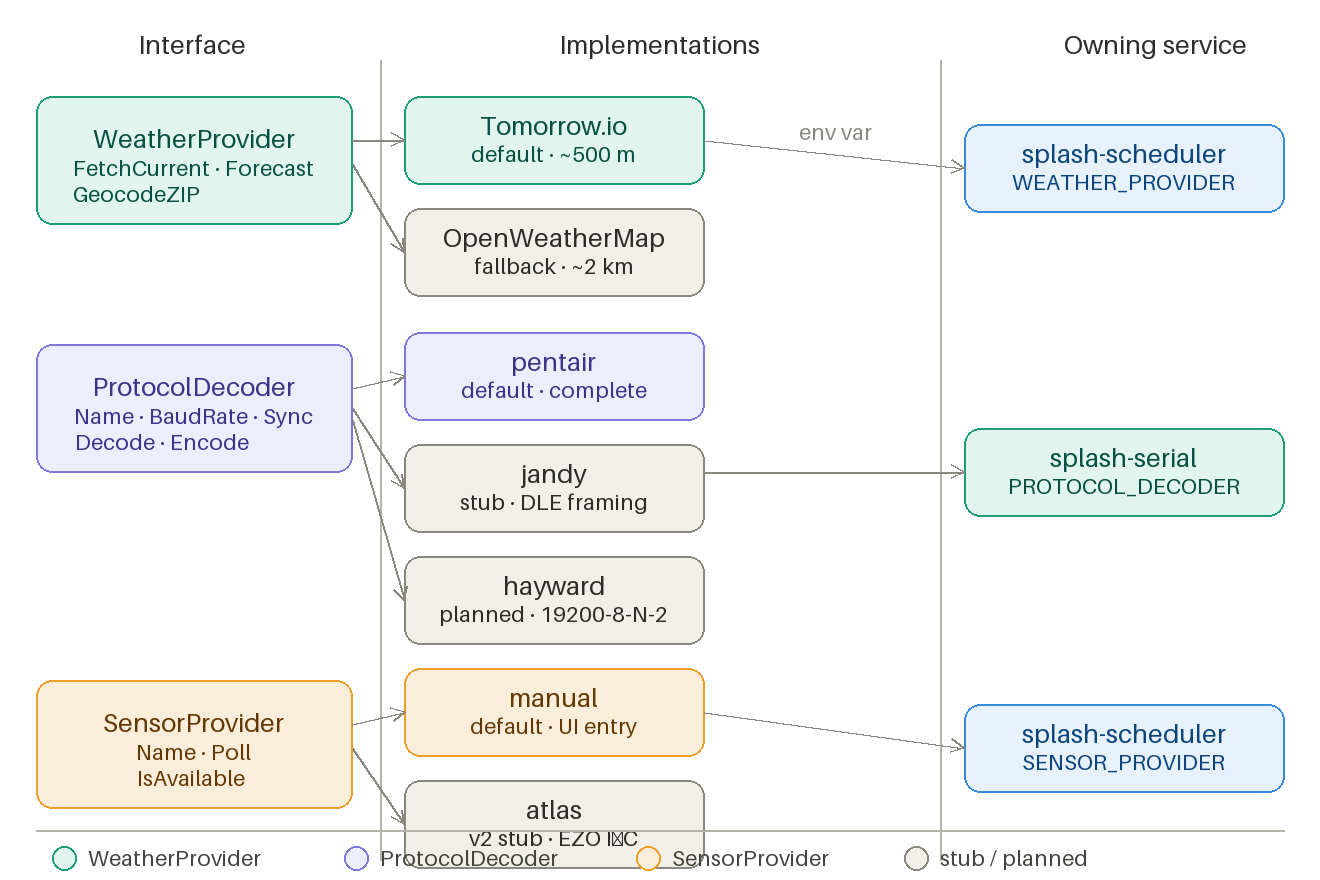 Interface
Implementations
Owning service
WeatherProvider
FetchCurrent · Forecast
GeocodeZIP
Tomorrow.io
default · ~500 m
env var
splash-scheduler
WEATHER_PROVIDER
OpenWeatherMap
fallback · ~2 km
ProtocolDecoder
Name · BaudRate · Sync
Decode · Encode
pentair
default · complete
jandy
stub · DLE framing
splash-serial
PROTOCOL_DECODER
hayward
planned · 19200-8-N-2
SensorProvider
Name · Poll
IsAvailable
manual
default · UI entry
splash-scheduler
SENSOR_PROVIDER
atlas
v2 stub · EZO
WeatherProvider
ProtocolDecoder
SensorProvider
stub / planned